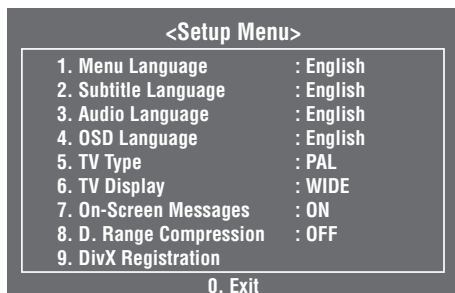 <Setup Menu>
1. Menu Language : English
2. Subtitle Language : English
3. Audio Language : English
4. OSD Language : English
5. TV Type : PAL
6. TV Display : WIDE
7. On-Screen Messages : ON
8. D. Range Compression : OFF
9. DivX Registration
0. Exit